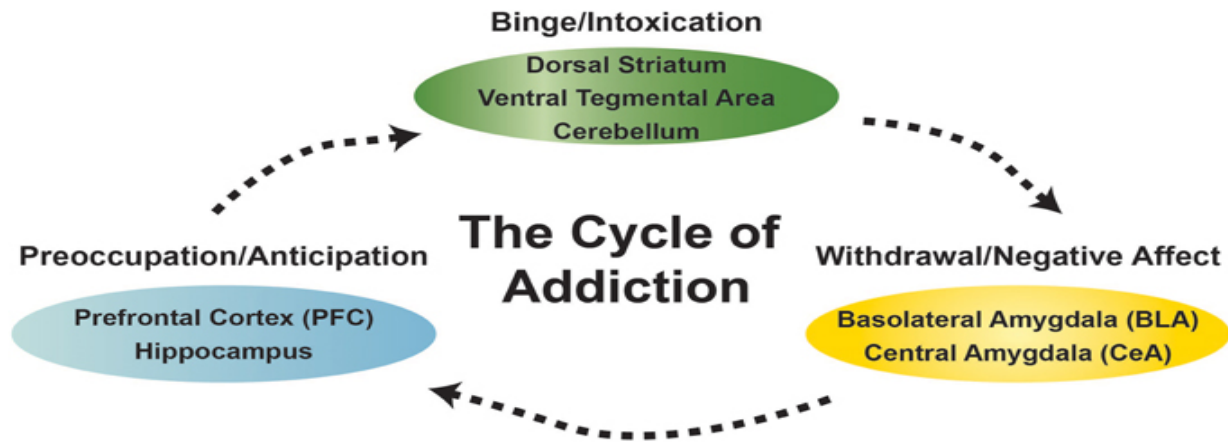 Binge/Intoxication
Dorsal Striatum
Ventral Tegmental Area
Cerebellum
The Cycle of
Addiction
Preoccupation/Anticipation
Prefrontal Cortex (PFC)
Hippocampus
Withdrawal/Negative Affect
Basolateral Amygdala (BLA)
Central Amygdala (CeA)